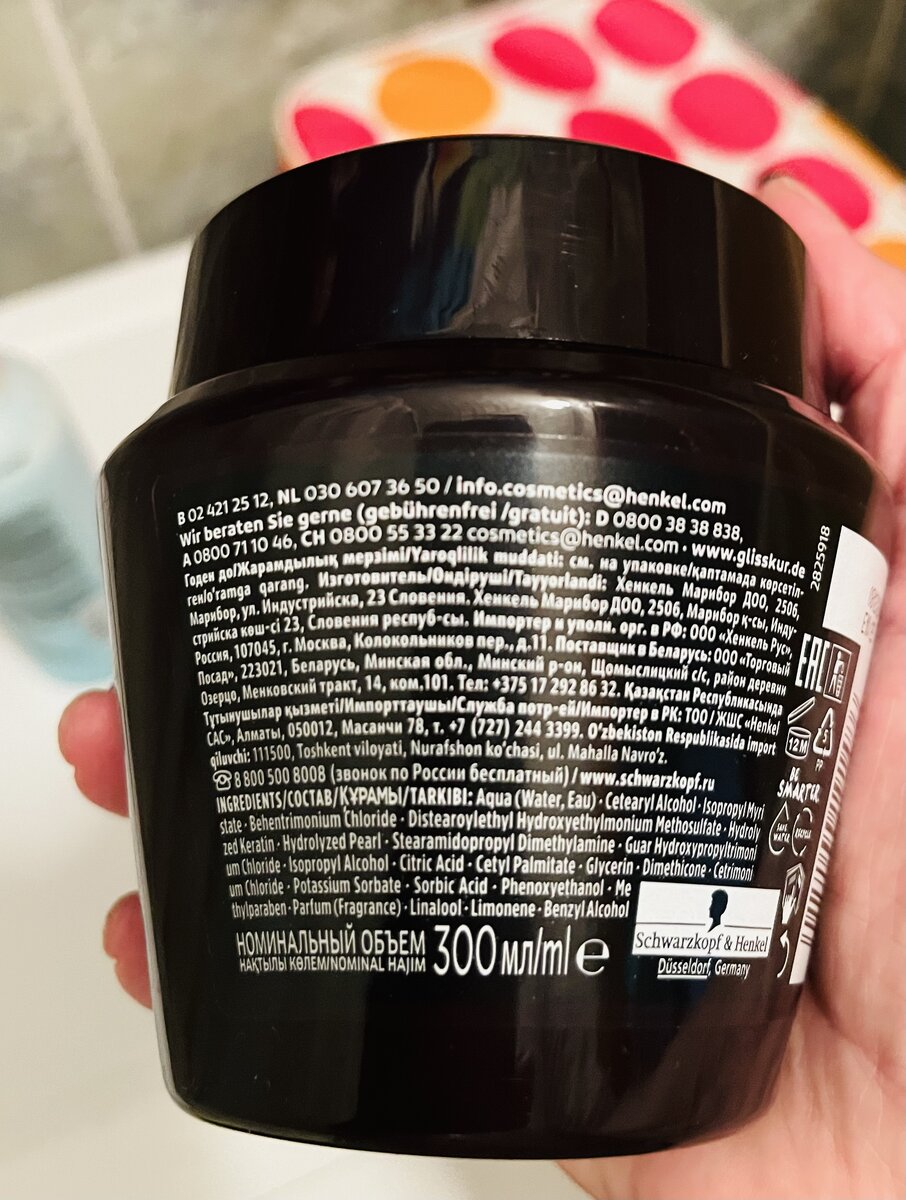 B 02 421 25 12, NL 030 607 36 50 / info.cosmetics@henkel.com
Wir beraten Sie gerne (gebührenfrei /gratuit): D 0800 38 38 838,
A 0800 71 10 46, CH 0800 55 33 22 cosmetics@henkel.com · www.glisskur.de
Годен до/Жарамдылық мерзімі/Yaroqlilik muddati: см. на упаковке/қаптамада көрсетіл-
ген/o'ramga qarang. Изготовитель/Өндіруші/Tayyorlandi: Хенкель Марибор ДОО, 2506,
Марибор, ул. Индустрийска, 23 Словения. Хенкель Марибор ДОО, 2506, Марибор қ-сы, Инду-
стрийска көш-сі 23, Словения респуб-сы. Импортер и уполн. орг. в РФ: ООО «Хенкель Рус»,
Россия, 107045, г. Москва, Колокольников пер., д.11. Поставщик в Беларусь: ООО «Торговый
Посад», 223021, Беларусь, Минская обл., Минский р-он, Щомыслицкий с/с, район деревни
Озерцо, Менковский тракт, 14, ком.101. Тел: +375 17 292 86 32. Қазақстан Республикасында
Тұтынушылар қызметі/Импорттаушы/Служба потр-ей/Импортер в РК: ТОО / ЖШС «Henkel
САС», Алматы, 050012, Масанчи 78, т. +7 (727) 244 3399. O'zbekiston Respublikasida import
qiluvchi: 111500, Toshkent viloyati, Nurafshon ko'chasi, ul. Mahalla Navro'z.
8 800 500 8008 (звонок по России бесплатный) / www.schwarzkopf.ru
INGREDIENTS/СОСТАВ/ҚҰРАМЫ/TARKIBI: Aqua (Water, Eau) · Cetearyl Alcohol · Isopropyl Myri
state · Behentrimonium Chloride · Distearoylethyl Hydroxyethylmonium Methosulfate · Hydroly
zed Keratin · Hydrolyzed Pearl · Stearamidopropyl Dimethylamine · Guar Hydroxypropyltrimoni
um Chloride · Isopropyl Alcohol · Citric Acid · Cetyl Palmitate · Glycerin · Dimethicone · Cetrimoni
um Chloride · Potassium Sorbate · Sorbic Acid · Phenoxyethanol · Me
thylparaben · Parfum (Fragrance) · Linalool · Limonene · Benzyl Alcohol
НОМИНАЛЬНЫЙ ОБЪЕМ
НАҚТЫЛЫ КӨЛЕМ/NOMINAL HAJIM
300 мл/ml e
Schwarzkopf & Henkel
Düsseldorf, Germany
2825918
EAC
12 M
PP
BE
SMARTER
SAFE
WATER
RECYCLE